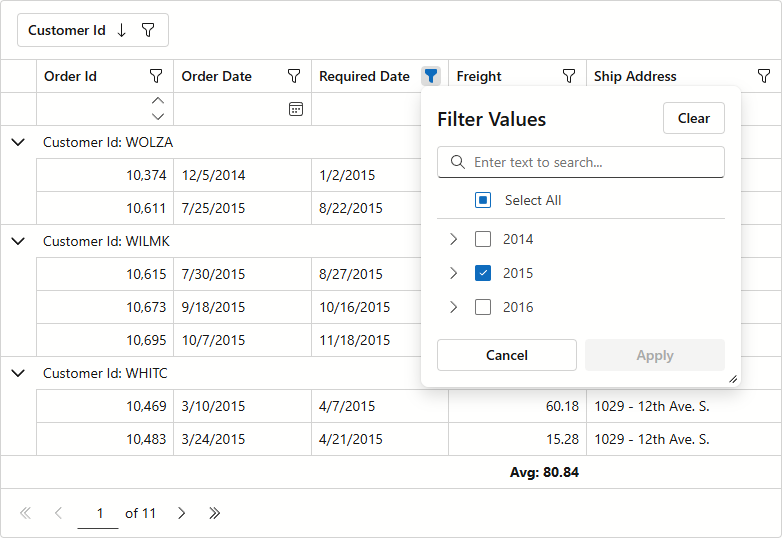 Customer Id
Order Id Order Date Required Date Freight Ship Address
Filter Values Clear
Customer Id: WOLZA
Enter text to search...
10,374 12/5/2014 1/2/2015
Select All
10,611 7/25/2015 8/22/2015
Customer Id: WILMK
2014
10,615 7/30/2015 8/27/2015
2015
10,673 9/18/2015 10/16/2015
2016
10,695 10/7/2015 11/18/2015
Cancel Apply
Customer Id: WHITC
10,469 3/10/2015 4/7/2015 60.18 1029 - 12th Ave. S.
10,483 3/24/2015 4/21/2015 15.28 1029 - 12th Ave. S.
Avg: 80.84
1 of 11